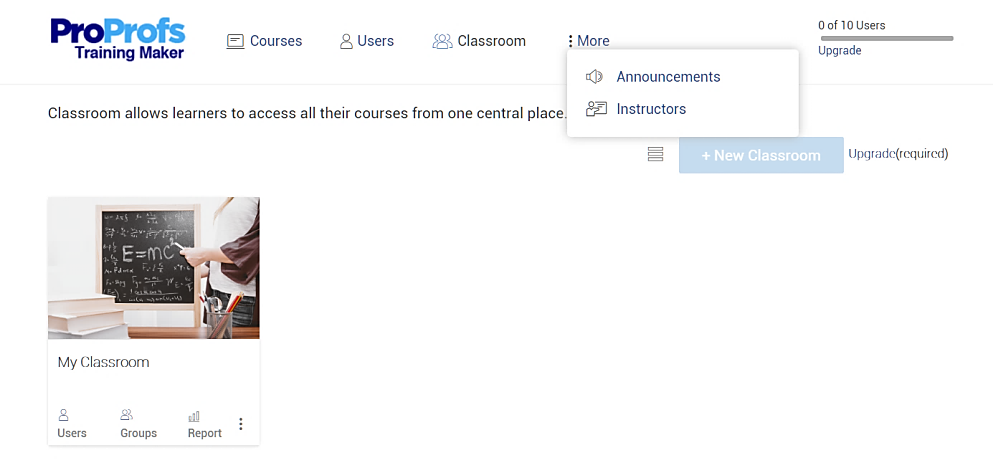 ProProfs
Training Maker
Courses
Users
Classroom
More
0 of 10 Users
Upgrade
Announcements
Instructors
Classroom allows learners to access all their courses from one central place.
+ New Classroom
Upgrade(required)
E=mc²
My Classroom
Users
Groups
Report